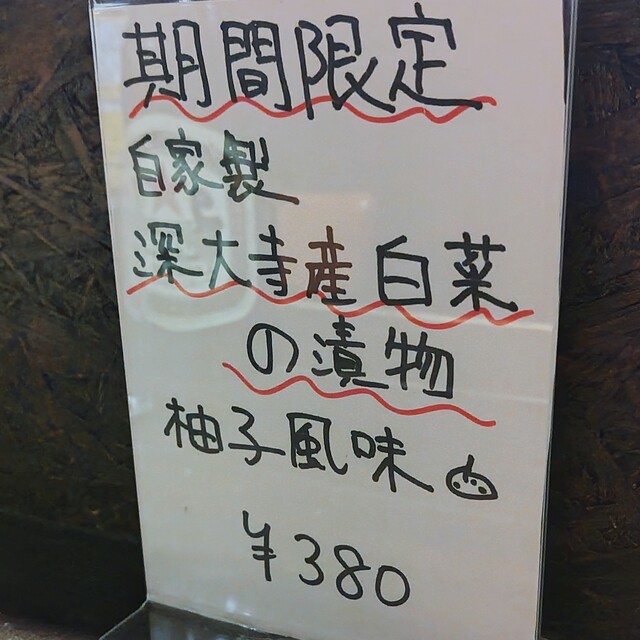 期間限定
自家製
深大寺産白菜
の漬物
柚子風味
¥380